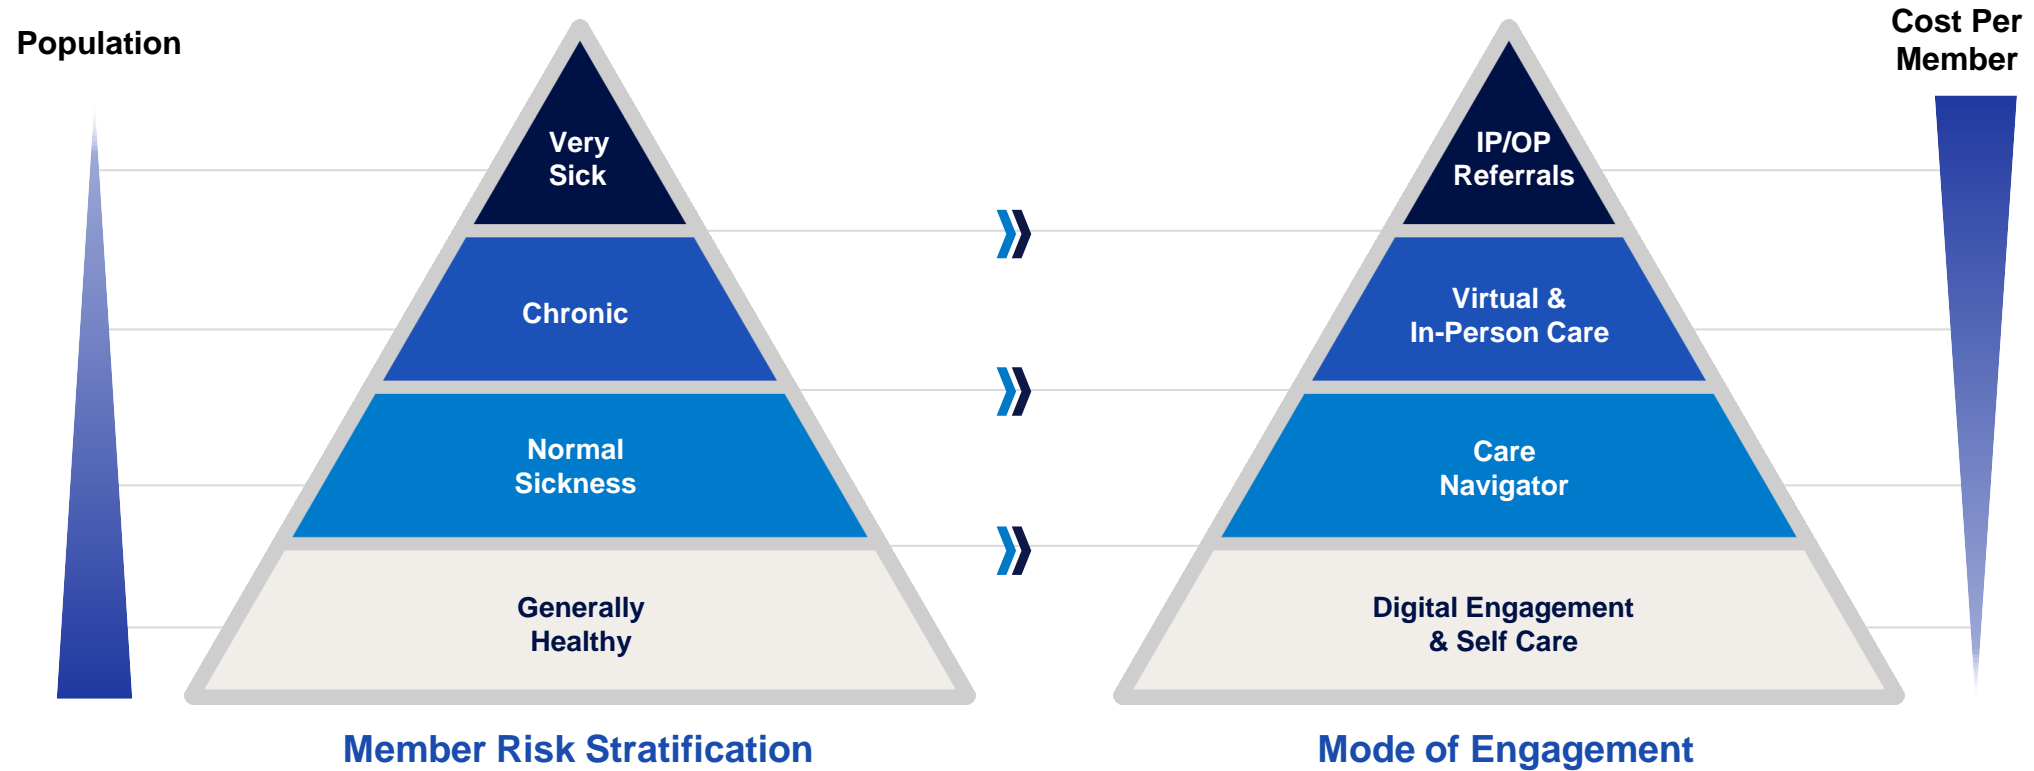 Population
Cost Per
Member
Very
Sick
Chronic
Normal
Sickness
Generally
Healthy
Member Risk Stratification
IP/OP
Referrals
Virtual &
In-Person Care
Care
Navigator
Digital Engagement
& Self Care
Mode of Engagement